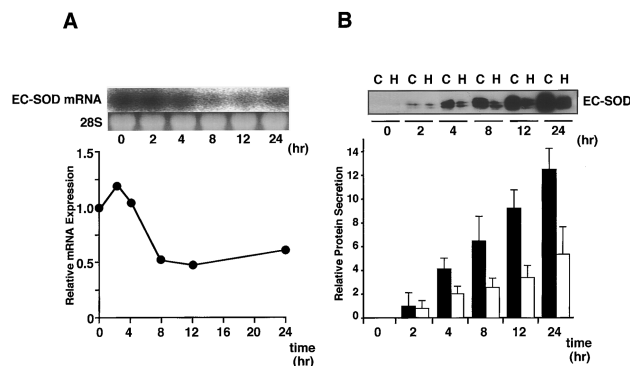 A
EC-SOD mRNA
28S
0 2 4 8 12 24
(hr)
Relative mRNA Expression
1.5
1.0
0.5
0
0 4 8 12 16 20 24
time
(hr)
B
C H C H C H C H C H C H
EC-SOD
0 2 4 8 12 24
(hr)
Relative Protein Secretion
14
12
10
8
6
4
2
0
0 2 4 8 12 24
time
(hr)